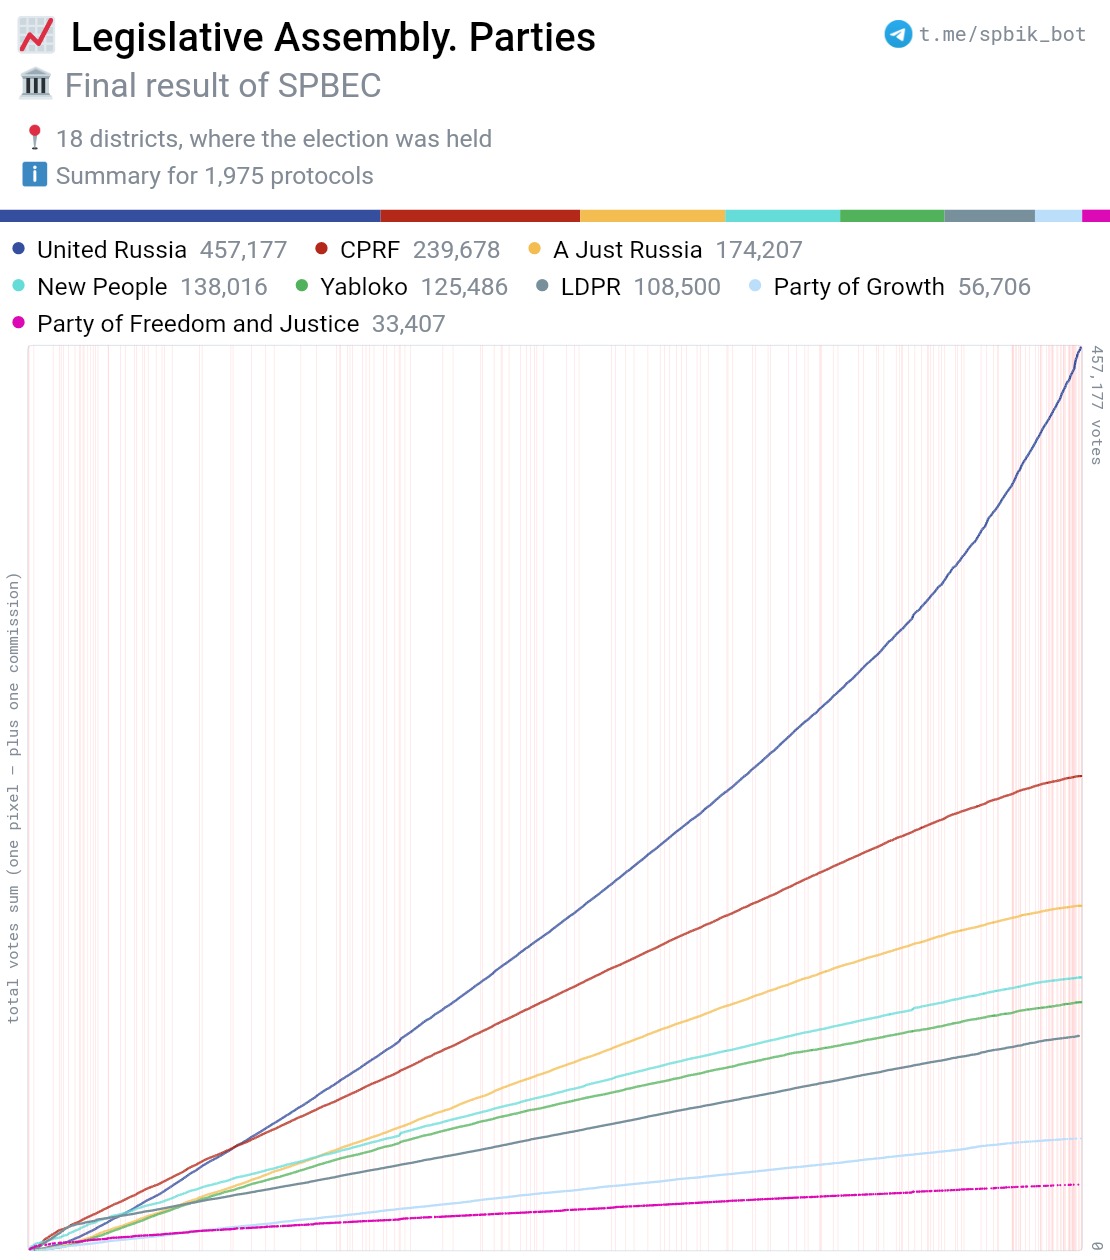 Legislative Assembly. Parties
t.me/spbik_bot
Final result of SPBEC
18 districts, where the election was held
Summary for 1,975 protocols
United Russia 457,177 CPRF 239,678 A Just Russia 174,207
New People 138,016 Yabloko 125,486 LDPR 108,500 Party of Growth 56,706
Party of Freedom and Justice 33,407
457,177 votes
total votes sum (one pixel — plus one commission)
0